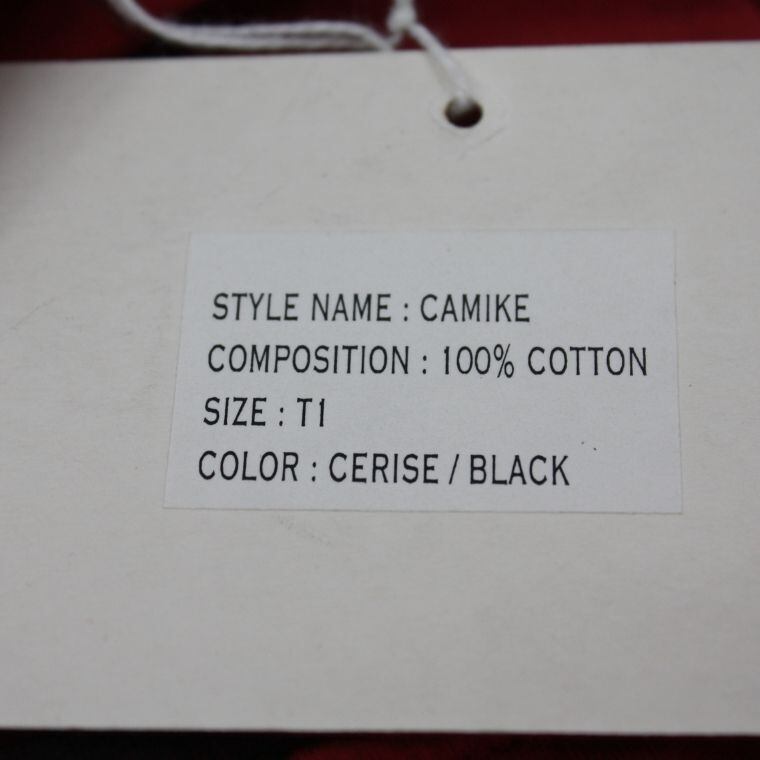 STYLE NAME : CAMIKE
COMPOSITION : 100% COTTON
SIZE : T1
COLOR : CERISE / BLACK